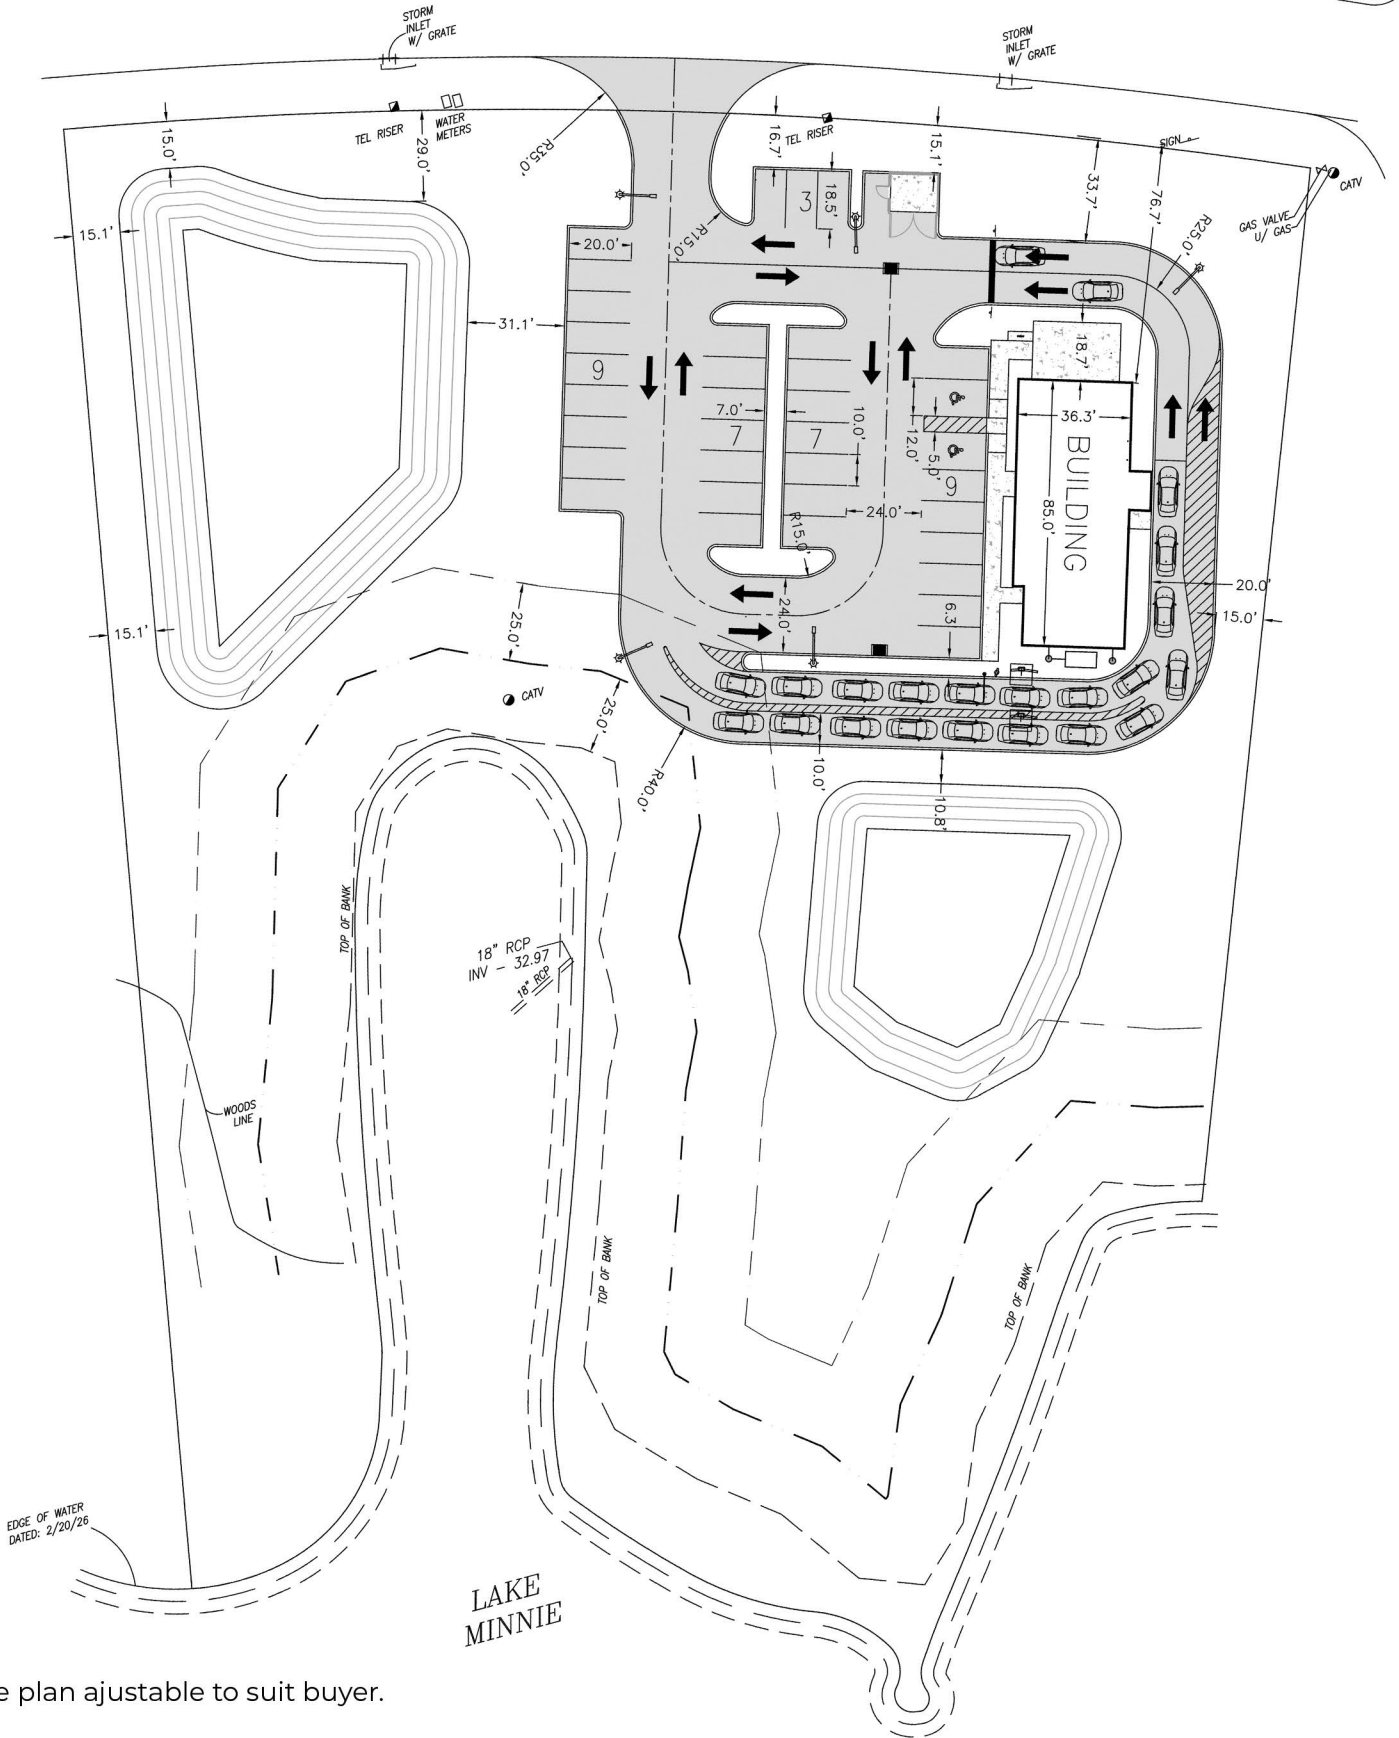 STORM
INLET
W/ GRATE
STORM
INLET
W/ GRATE
TEL RISER
WATER
METERS
TEL RISER
SIGN
CATV
GAS VALVE
U/ GAS
15.0'
29.0'
R35.0'
16.7'
15.1'
33.7'
76.7'
R25.0'
15.1'
20.0'
R15.0'
3
18.5'
31.1'
9
7.0'
7
7
10.0'
12.0'
5.0'
9
18.7'
36.3'
BUILDING
85.0'
24.0'
R15.0'
24.0'
6.3'
20.0'
15.0'
15.1'
25.0'
CATV
25.0'
R40.0'
10.0'
10.8'
TOP OF BANK
18" RCP
INV - 32.97
18" RCP
WOODS
LINE
TOP OF BANK
TOP OF BANK
EDGE OF WATER
DATED: 2/20/26
LAKE
MINNIE
e plan ajustable to suit buyer.